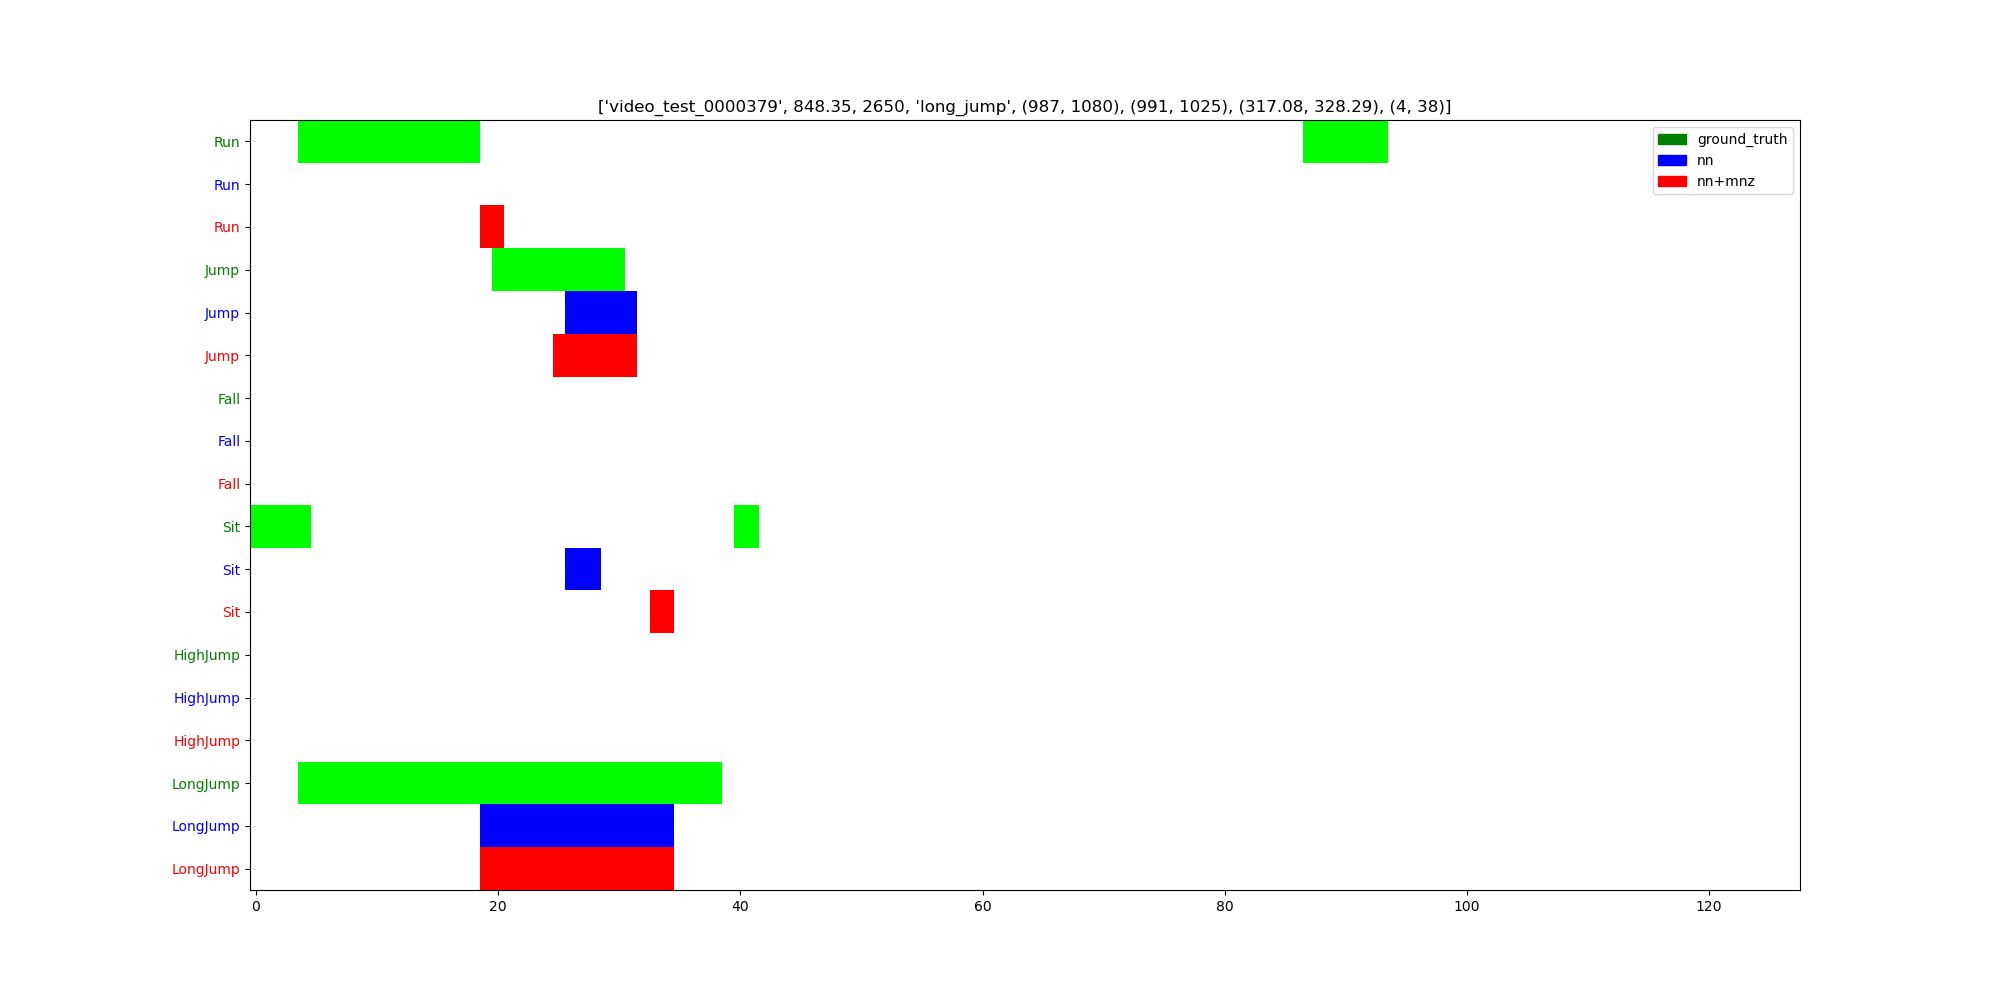 ['video_test_0000379', 848.35, 2650, 'long_jump', (987, 1080), (991, 1025), (317.08, 328.29), (4, 38)]
ground_truth
nn
nn+mnz
Run
Run
Run
Jump
Jump
Jump
Fall
Fall
Fall
Sit
Sit
Sit
HighJump
HighJump
HighJump
LongJump
LongJump
LongJump
0 20 40 60 80 100 120